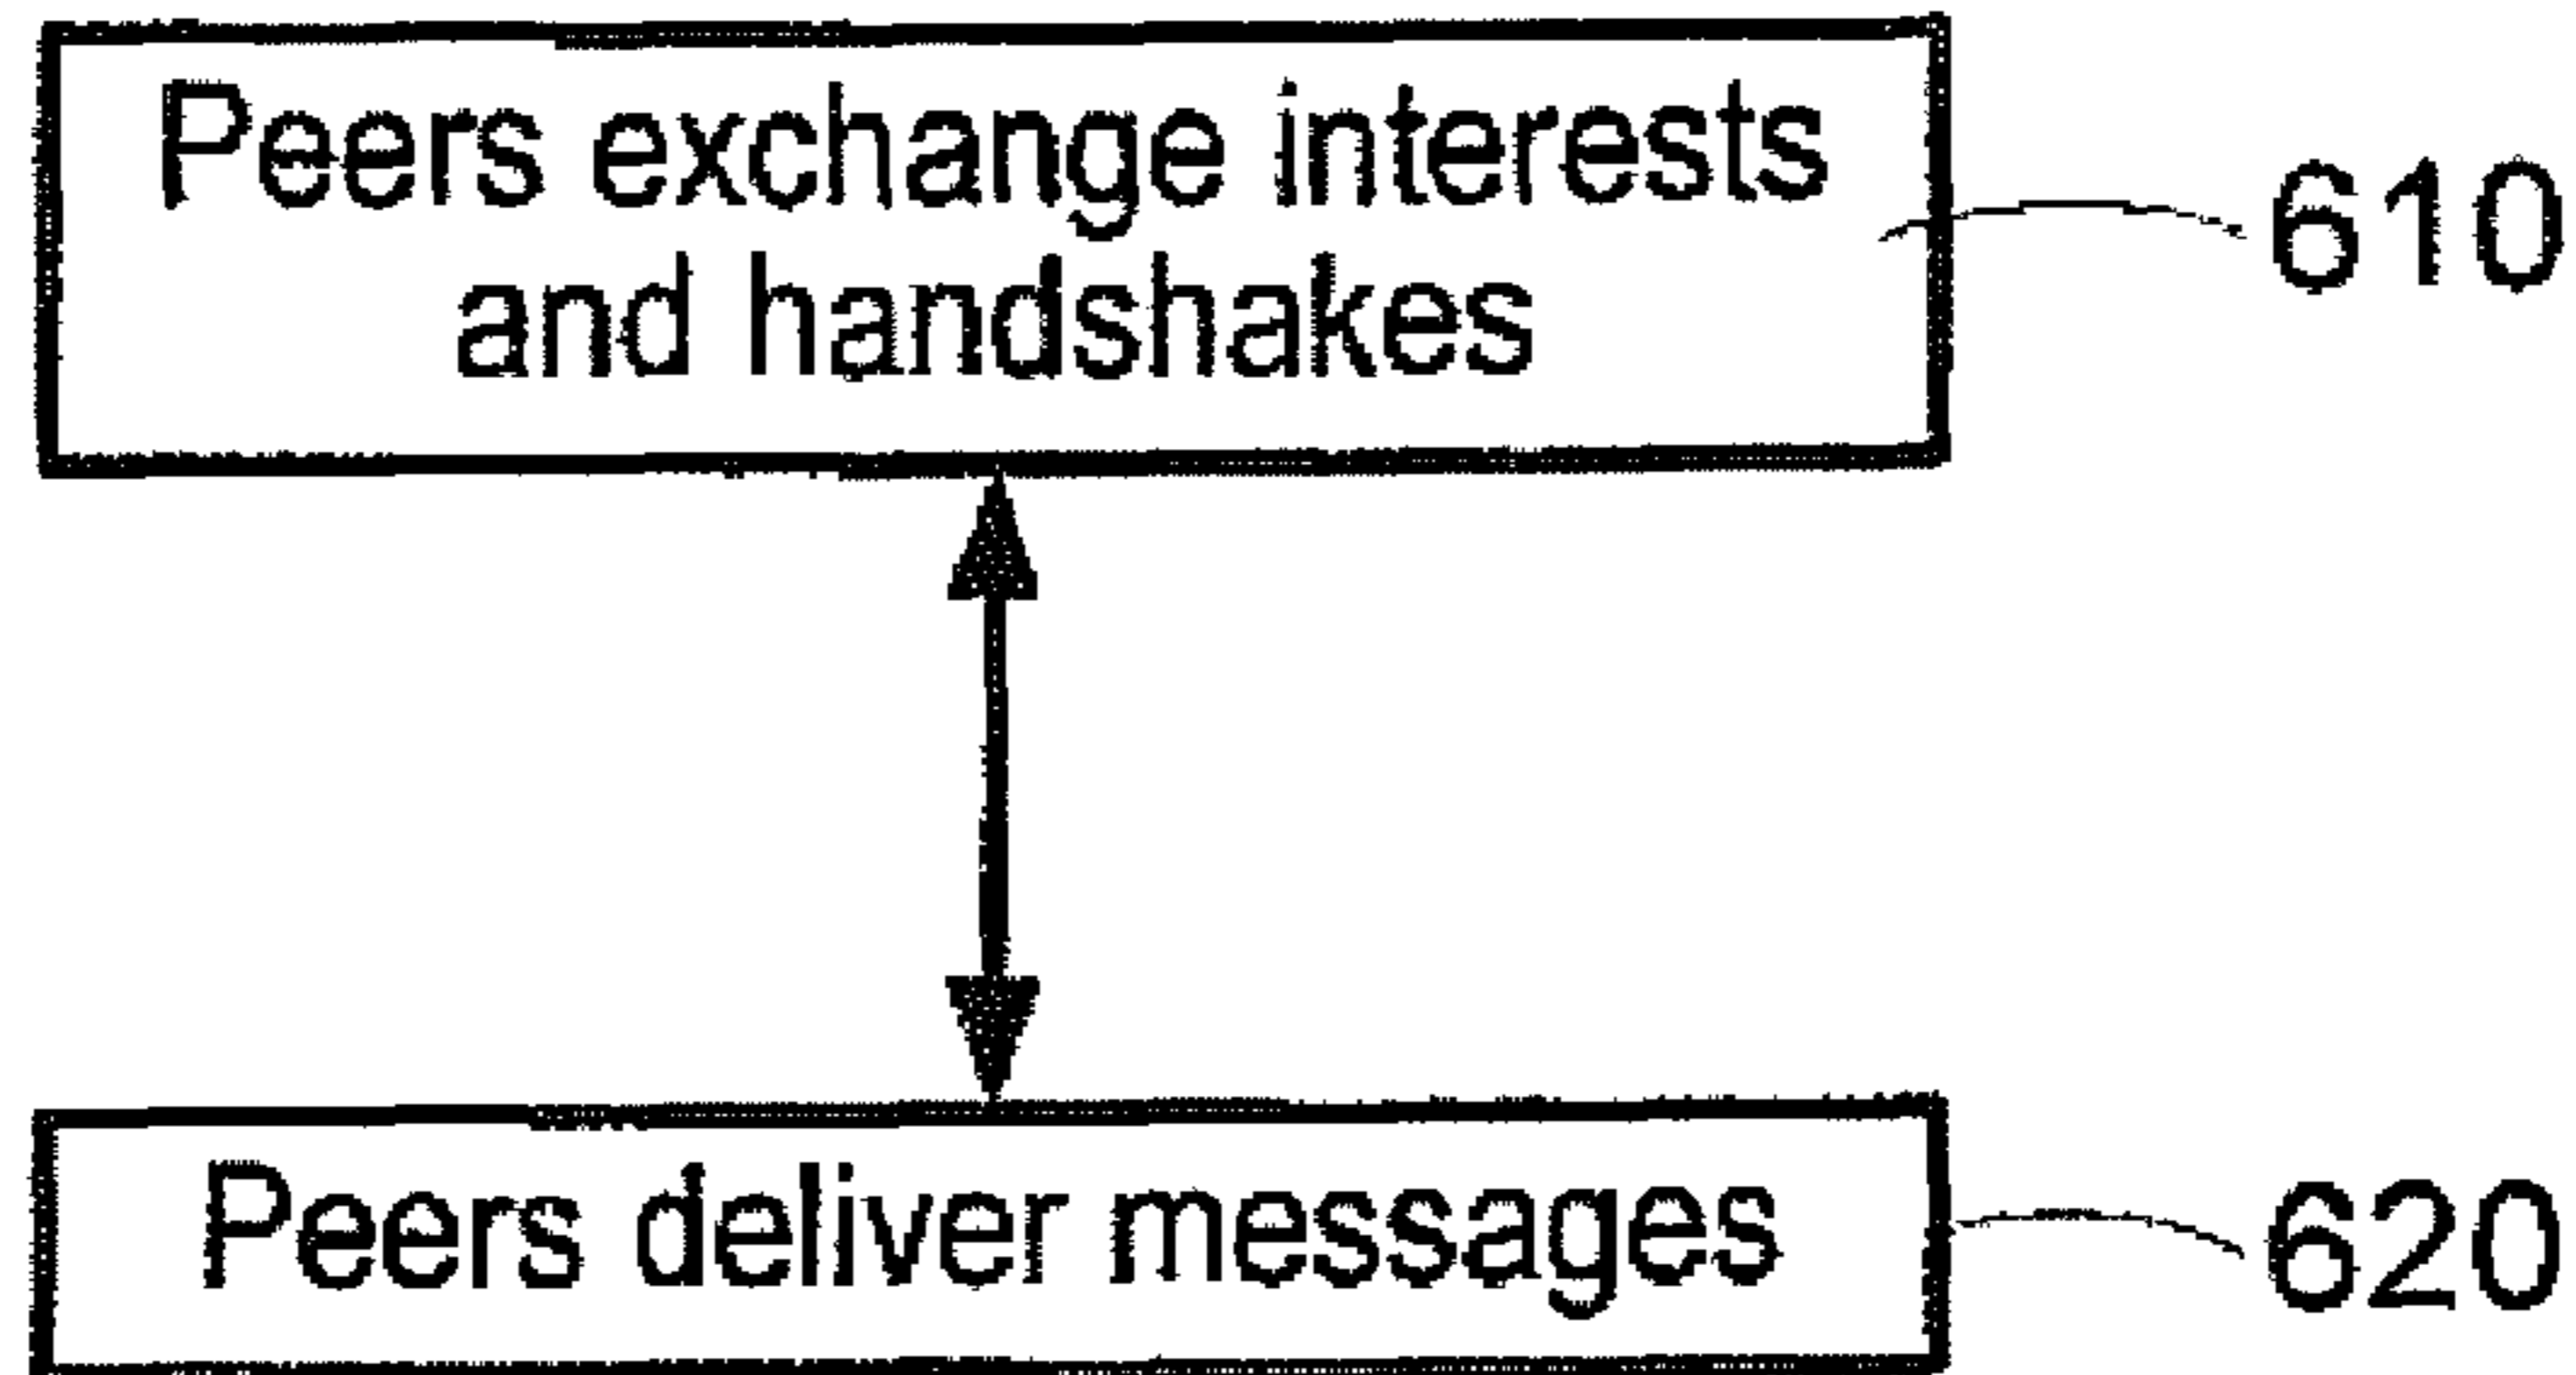 Peers exchange interests
and handshakes
610
Peers deliver messages
620